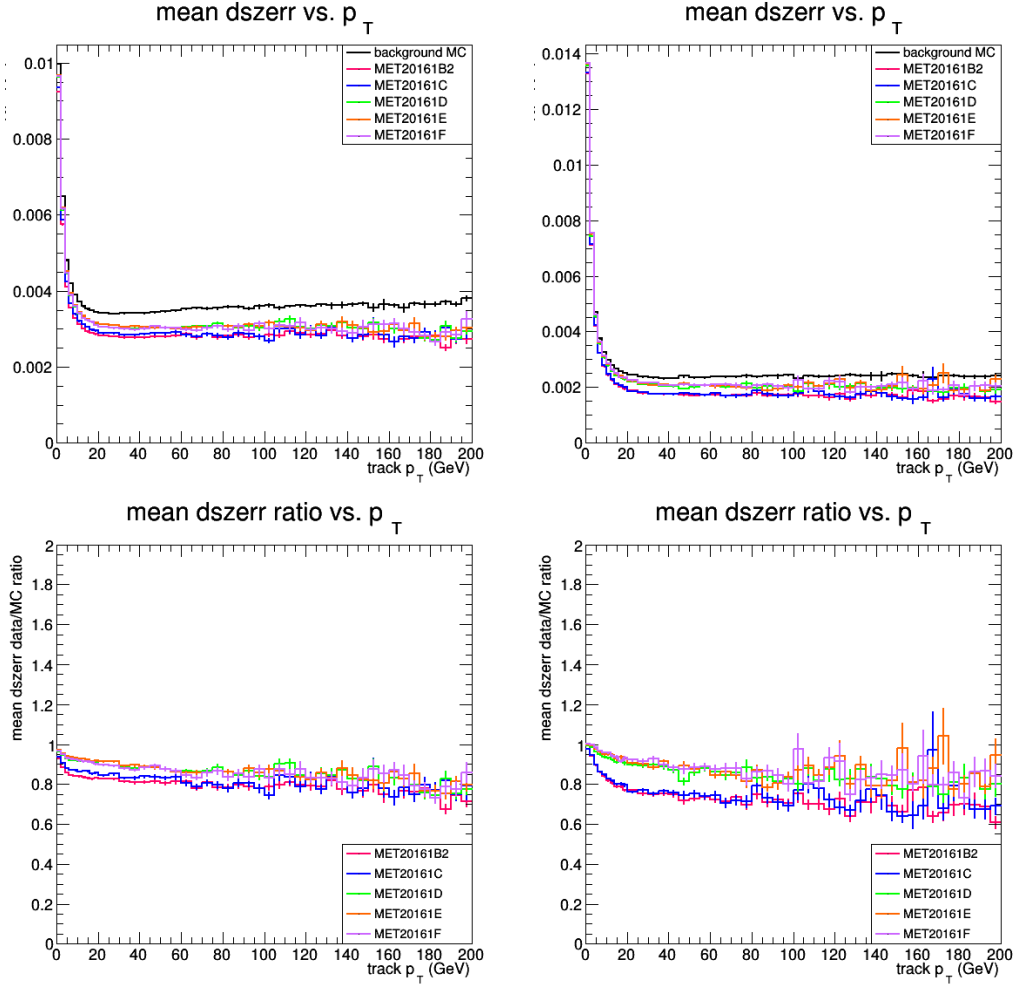 mean dszerr vs. p_T
background MC
MET20161B2
MET20161C
MET20161D
MET20161E
MET20161F
0.01
0.008
0.006
0.004
0.002
0
0 20 40 60 80 100 120 140 160 180 200
track p_T (GeV)
mean dszerr vs. p_T
background MC
MET20161B2
MET20161C
MET20161D
MET20161E
MET20161F
0.014
0.012
0.01
0.008
0.006
0.004
0.002
0
0 20 40 60 80 100 120 140 160 180 200
track p_T (GeV)
mean dszerr ratio vs. p_T
mean dszerr data/MC ratio
2
1.8
1.6
1.4
1.2
1
0.8
0.6
0.4
0.2
0
MET20161B2
MET20161C
MET20161D
MET20161E
MET20161F
0 20 40 60 80 100 120 140 160 180 200
track p_T (GeV)
mean dszerr ratio vs. p_T
mean dszerr data/MC ratio
2
1.8
1.6
1.4
1.2
1
0.8
0.6
0.4
0.2
0
MET20161B2
MET20161C
MET20161D
MET20161E
MET20161F
0 20 40 60 80 100 120 140 160 180 200
track p_T (GeV)